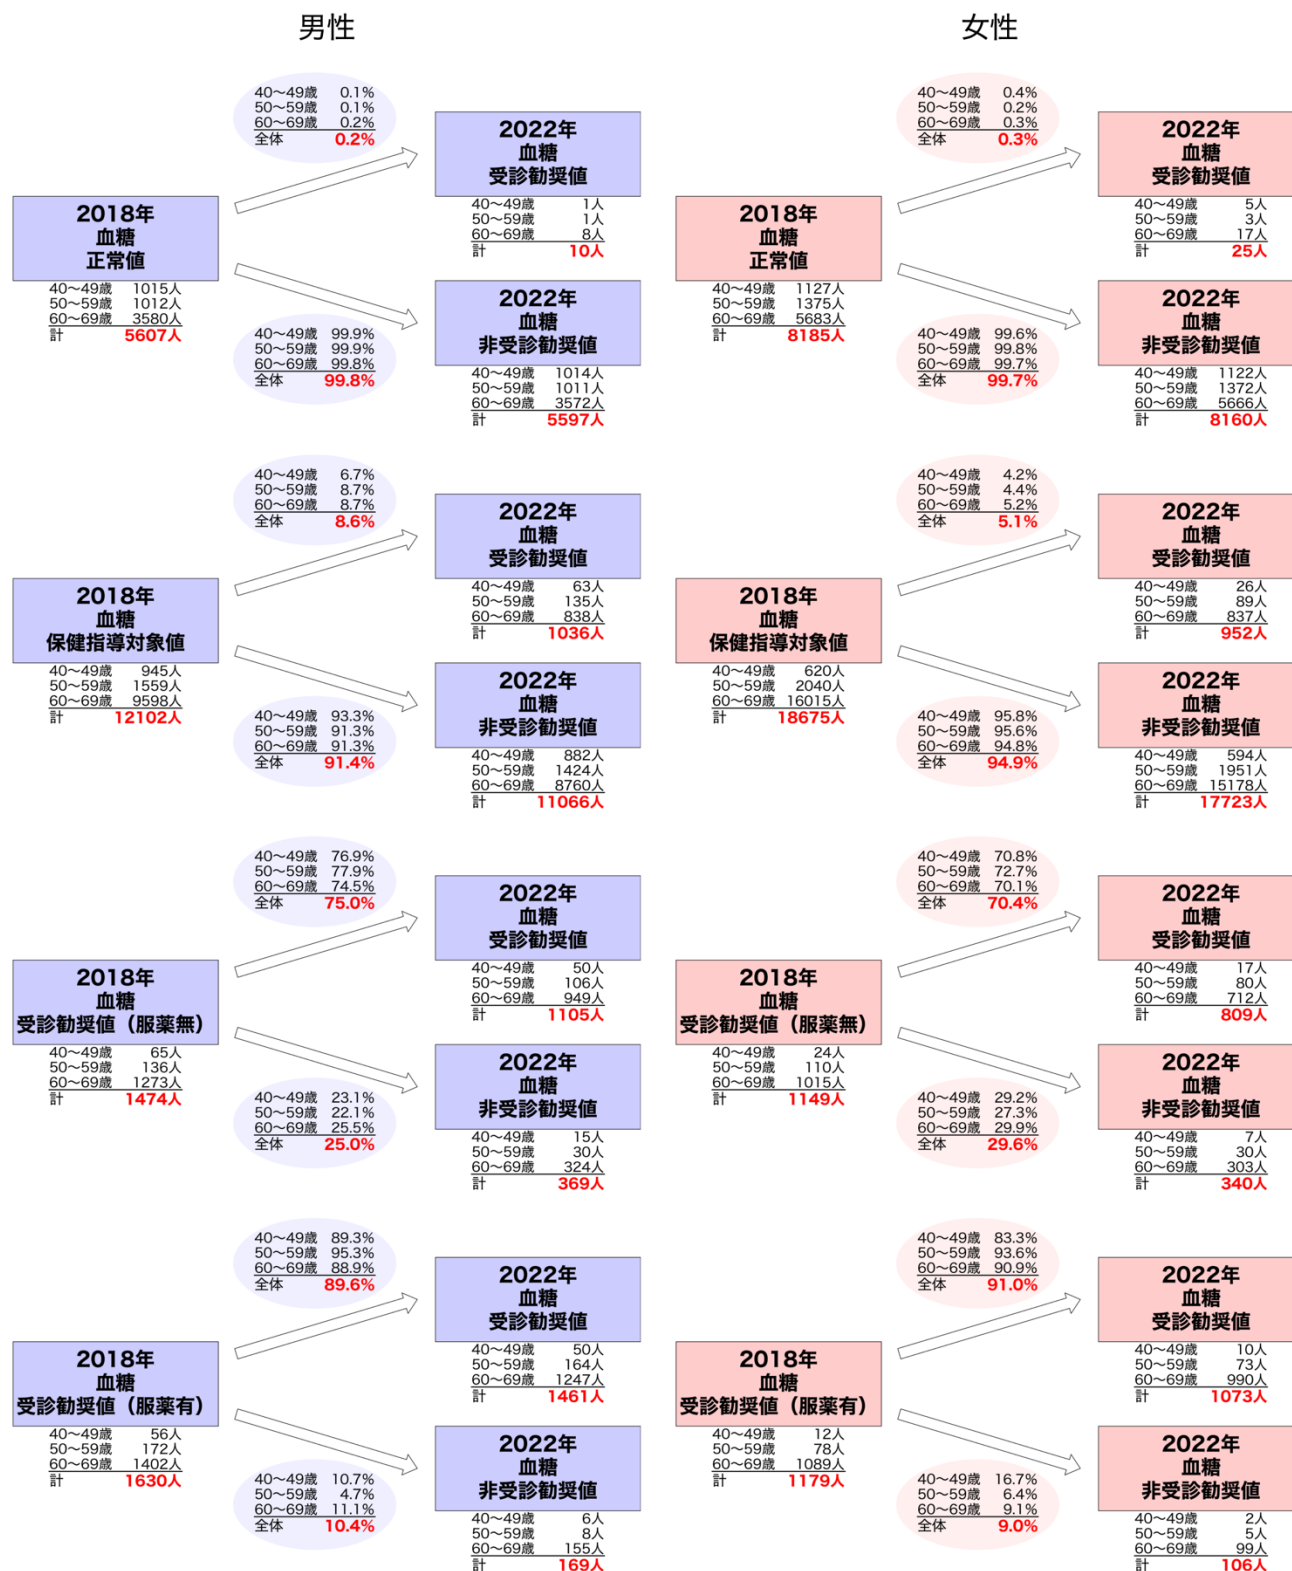 男性
40〜49歳 0.1%
50〜59歳 0.1%
60〜69歳 0.2%
全体 0.2%
2022年
血糖
受診勧奨値
40〜49歳 1人
50〜59歳 1人
60〜69歳 8人
計 10人
2018年
血糖
正常値
40〜49歳 1015人
50〜59歳 1012人
60〜69歳 3580人
計 5607人
40〜49歳 99.9%
50〜59歳 99.9%
60〜69歳 99.8%
全体 99.8%
2022年
血糖
非受診勧奨値
40〜49歳 1014人
50〜59歳 1011人
60〜69歳 3572人
計 5597人
40〜49歳 6.7%
50〜59歳 8.7%
60〜69歳 8.7%
全体 8.6%
2022年
血糖
受診勧奨値
40〜49歳 63人
50〜59歳 135人
60〜69歳 838人
計 1036人
2018年
血糖
保健指導対象値
40〜49歳 945人
50〜59歳 1559人
60〜69歳 9598人
計 12102人
40〜49歳 93.3%
50〜59歳 91.3%
60〜69歳 91.3%
全体 91.4%
2022年
血糖
非受診勧奨値
40〜49歳 882人
50〜59歳 1424人
60〜69歳 8760人
計 11066人
40〜49歳 76.9%
50〜59歳 77.9%
60〜69歳 74.5%
全体 75.0%
2022年
血糖
受診勧奨値
40〜49歳 50人
50〜59歳 106人
60〜69歳 949人
計 1105人
2018年
血糖
受診勧奨値（服薬無）
40〜49歳 65人
50〜59歳 136人
60〜69歳 1273人
計 1474人
40〜49歳 23.1%
50〜59歳 22.1%
60〜69歳 25.5%
全体 25.0%
2022年
血糖
非受診勧奨値
40〜49歳 15人
50〜59歳 30人
60〜69歳 324人
計 369人
40〜49歳 89.3%
50〜59歳 95.3%
60〜69歳 88.9%
全体 89.6%
2022年
血糖
受診勧奨値
40〜49歳 50人
50〜59歳 164人
60〜69歳 1247人
計 1461人
2018年
血糖
受診勧奨値（服薬有）
40〜49歳 56人
50〜59歳 172人
60〜69歳 1402人
計 1630人
40〜49歳 10.7%
50〜59歳 4.7%
60〜69歳 11.1%
全体 10.4%
2022年
血糖
非受診勧奨値
40〜49歳 6人
50〜59歳 8人
60〜69歳 155人
計 169人
女性
40〜49歳 0.4%
50〜59歳 0.2%
60〜69歳 0.3%
全体 0.3%
2022年
血糖
受診勧奨値
40〜49歳 5人
50〜59歳 3人
60〜69歳 17人
計 25人
2018年
血糖
正常値
40〜49歳 1127人
50〜59歳 1375人
60〜69歳 5683人
計 8185人
40〜49歳 99.6%
50〜59歳 99.8%
60〜69歳 99.7%
全体 99.7%
2022年
血糖
非受診勧奨値
40〜49歳 1122人
50〜59歳 1372人
60〜69歳 5666人
計 8160人
40〜49歳 4.2%
50〜59歳 4.4%
60〜69歳 5.2%
全体 5.1%
2022年
血糖
受診勧奨値
40〜49歳 26人
50〜59歳 89人
60〜69歳 837人
計 952人
2018年
血糖
保健指導対象値
40〜49歳 620人
50〜59歳 2040人
60〜69歳 16015人
計 18675人
40〜49歳 95.8%
50〜59歳 95.6%
60〜69歳 94.8%
全体 94.9%
2022年
血糖
非受診勧奨値
40〜49歳 594人
50〜59歳 1951人
60〜69歳 15178人
計 17723人
40〜49歳 70.8%
50〜59歳 72.7%
60〜69歳 70.1%
全体 70.4%
2022年
血糖
受診勧奨値
40〜49歳 17人
50〜59歳 80人
60〜69歳 712人
計 809人
2018年
血糖
受診勧奨値（服薬無）
40〜49歳 24人
50〜59歳 110人
60〜69歳 1015人
計 1149人
40〜49歳 29.2%
50〜59歳 27.3%
60〜69歳 29.9%
全体 29.6%
2022年
血糖
非受診勧奨値
40〜49歳 7人
50〜59歳 30人
60〜69歳 303人
計 340人
40〜49歳 83.3%
50〜59歳 93.6%
60〜69歳 90.9%
全体 91.0%
2022年
血糖
受診勧奨値
40〜49歳 10人
50〜59歳 73人
60〜69歳 990人
計 1073人
2018年
血糖
受診勧奨値（服薬有）
40〜49歳 12人
50〜59歳 78人
60〜69歳 1089人
計 1179人
40〜49歳 16.7%
50〜59歳 6.4%
60〜69歳 9.1%
全体 9.0%
2022年
血糖
非受診勧奨値
40〜49歳 2人
50〜59歳 5人
60〜69歳 99人
計 106人